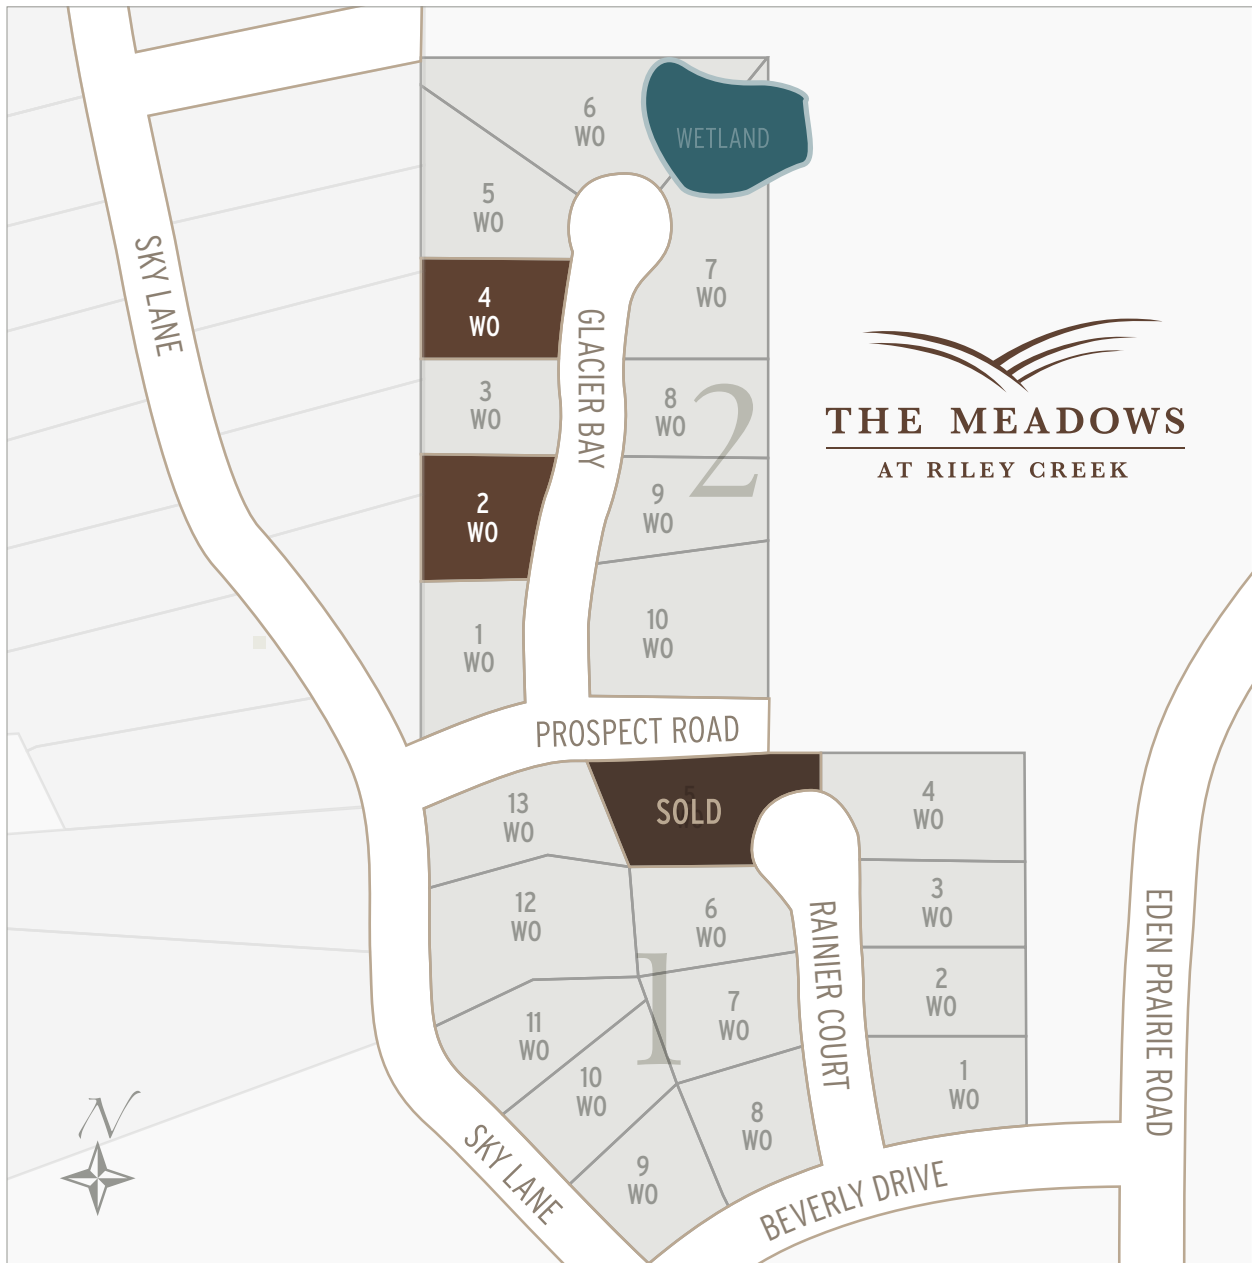 6
WO
WETLAND
5
WO
SKY LANE
7
WO
4
WO
GLACIER BAY
3
WO
8
WO
2
THE MEADOWS
AT RILEY CREEK
2
WO
9
WO
1
WO
10
WO
PROSPECT ROAD
13
WO
5
SOLD
4
WO
12
WO
6
WO
3
WO
RAINIER COURT
EDEN PRAIRIE ROAD
1
11
WO
7
WO
2
WO
10
WO
8
WO
1
WO
N
SKY LANE
9
WO
BEVERLY DRIVE